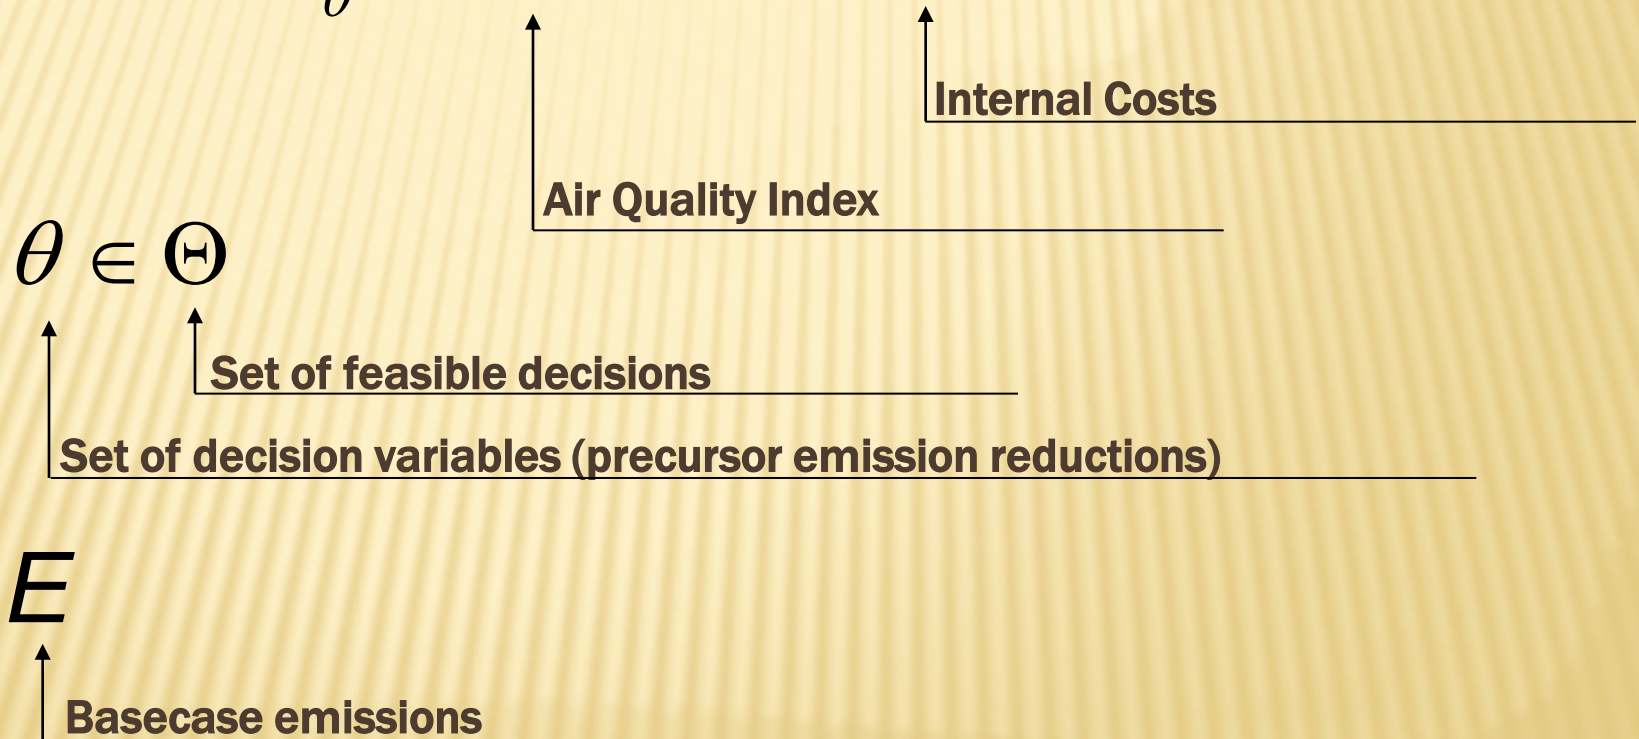 θ
Internal Costs
Air Quality Index
θ ∈ Θ
Set of feasible decisions
Set of decision variables (precursor emission reductions)
E
Basecase emissions